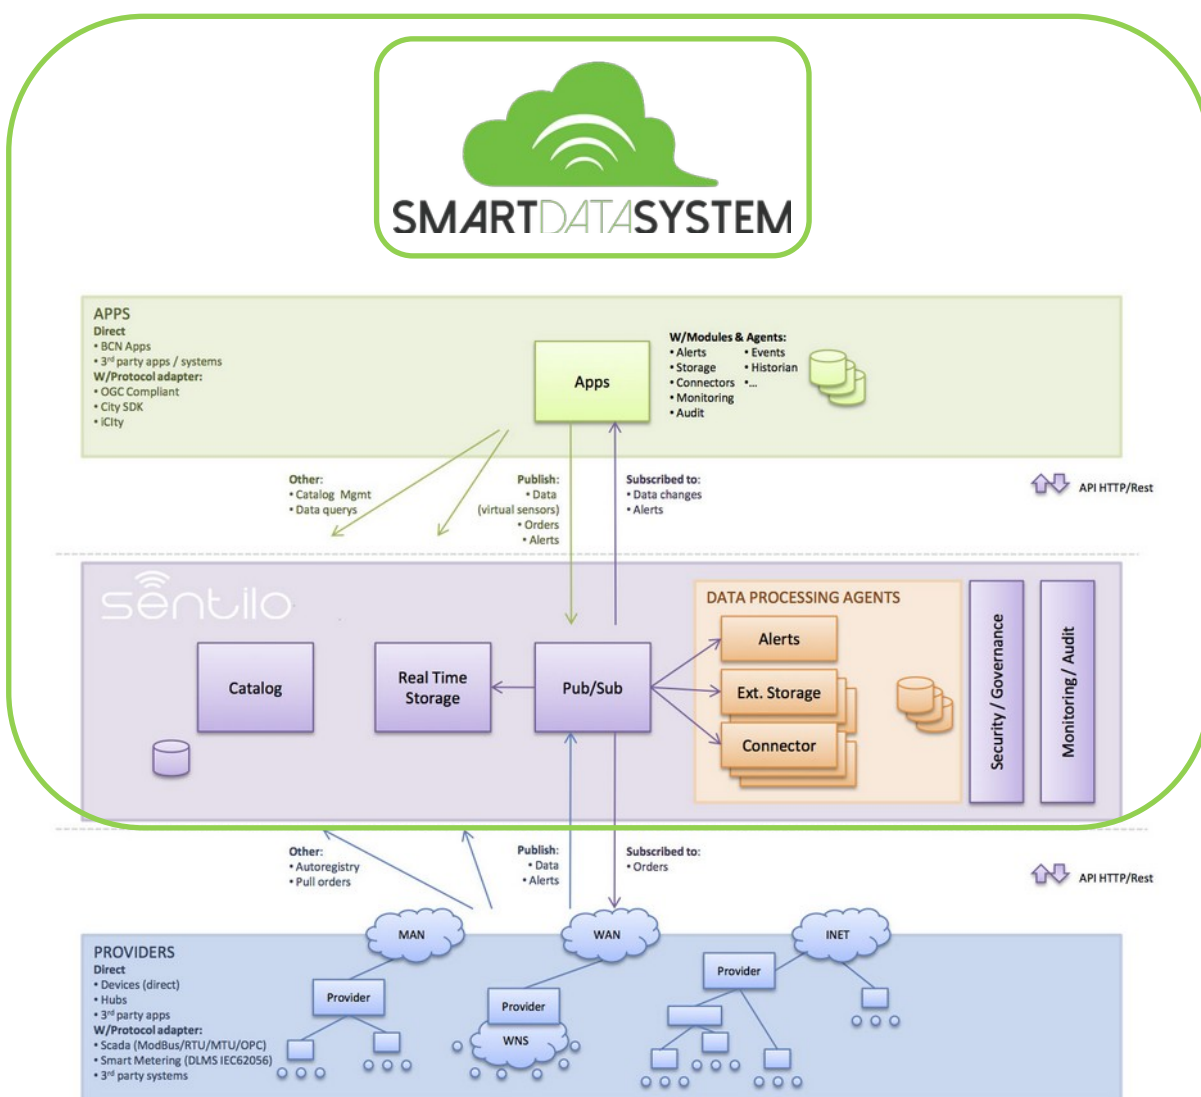 SMARTDATASYSTEM
APPS
Direct
• BCN Apps
• 3rd party apps / systems
W/Protocol adapter:
• OGC Compliant
• City SDK
• iCIty
Apps
W/Modules & Agents:
• Alerts
• Storage
• Connectors
• Monitoring
• Audit
• Events
• Historian
•...
Other:
• Catalog Mgmt
• Data querys
Publish:
• Data
(virtual sensors)
• Orders
• Alerts
Subscribed to:
• Data changes
• Alerts
API HTTP/Rest
sentilo
Catalog
Real Time
Storage
Pub/Sub
DATA PROCESSING AGENTS
Alerts
Ext. Storage
Connector
Security / Governance
Monitoring / Audit
Other:
• Autoregistry
• Pull orders
Publish:
• Data
• Alerts
Subscribed to:
• Orders
API HTTP/Rest
PROVIDERS
Direct
• Devices (direct)
• Hubs
• 3rd party apps
W/Protocol adapter:
• Scada (ModBus/RTU/MTU/OPC)
• Smart Metering (DLMS IEC62056)
• 3rd party systems
MAN
Provider
WAN
Provider
WNS
INET
Provider